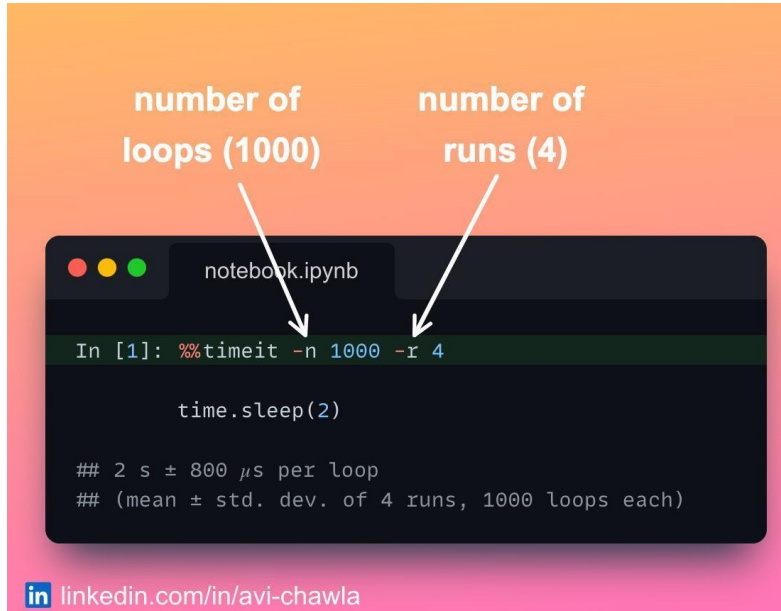 number of
loops (1000)
number of
runs (4)
notebook.ipynb
In [1]: %%timeit -n 1000 -r 4
time.sleep(2)
## 2 s ± 800 μs per loop
## (mean ± std. dev. of 4 runs, 1000 loops each)
in linkedin.com/in/avi-chawla